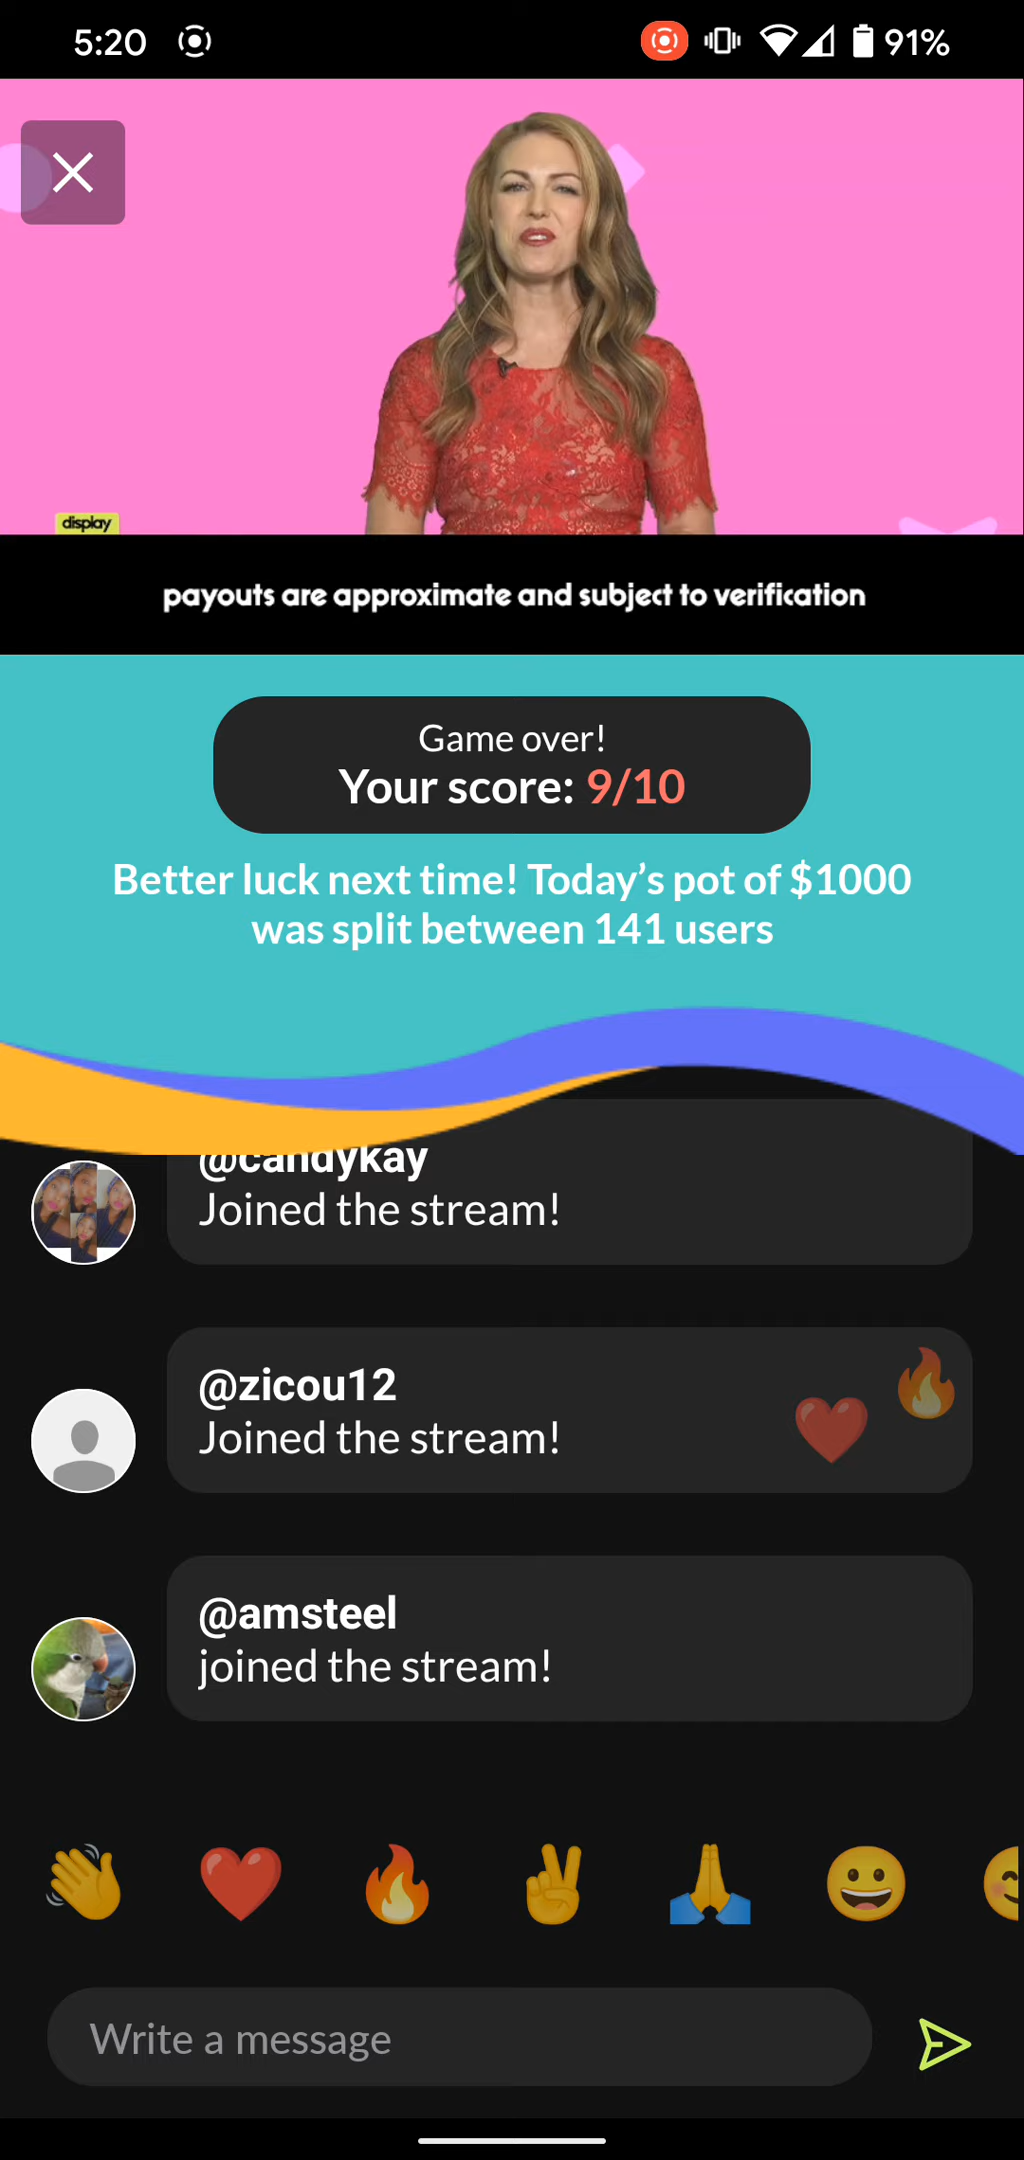 5:20
91%
display
payouts are approximate and subject to verification
Game over!
Your score: 9/10
Better luck next time! Today’s pot of $1000
was split between 141 users
@candykay
Joined the stream!
@zicou12
Joined the stream!
@amsteel
joined the stream!
Write a message